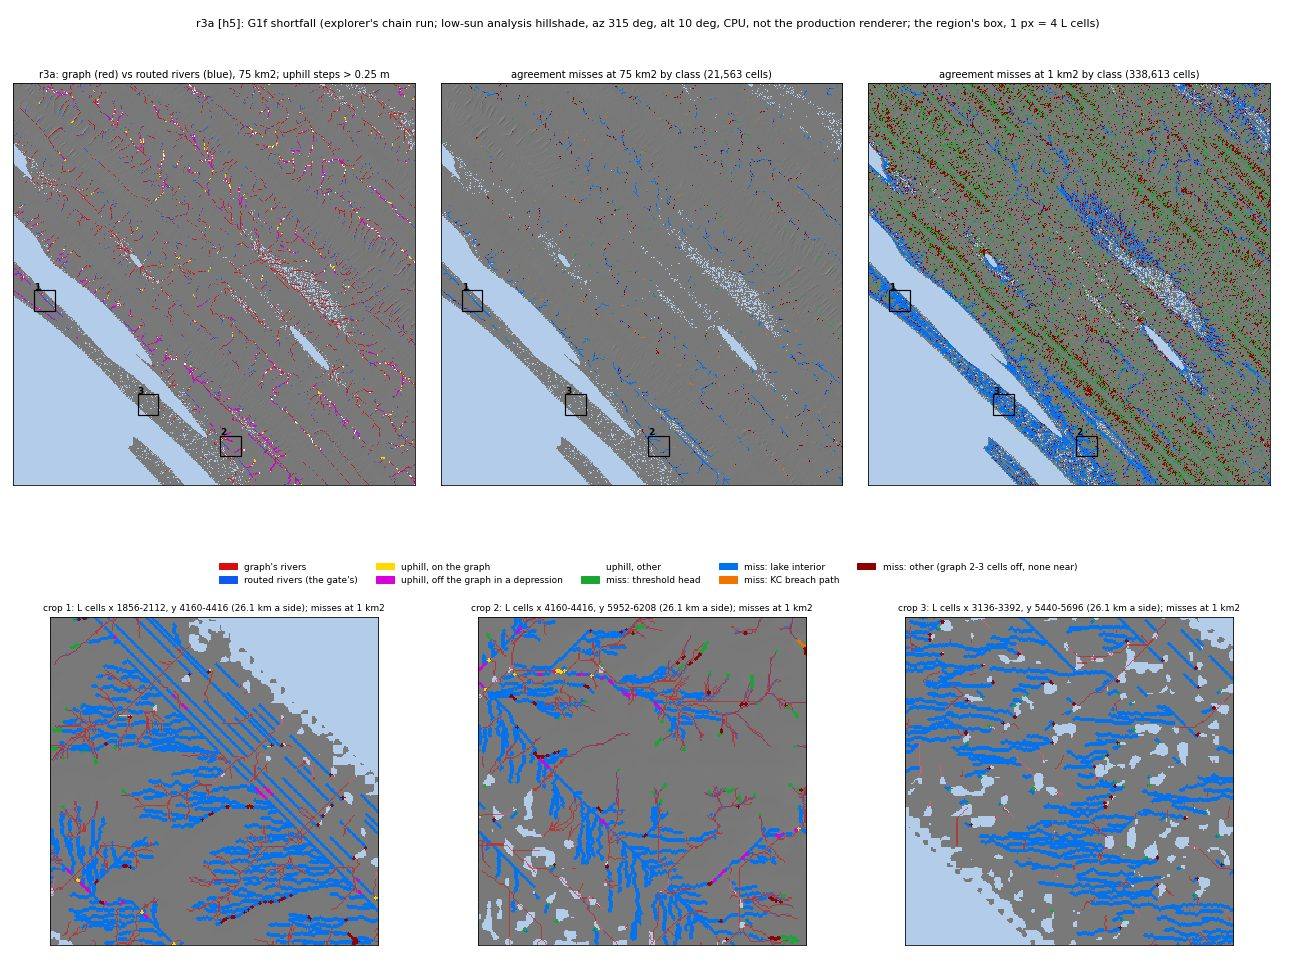 r3a [h5]: G1f shortfall (explorer's chain run; low-sun analysis hillshade, az 315 deg, alt 10 deg, CPU, not the production renderer; the region's box, 1 px = 4 L cells)
r3a: graph (red) vs routed rivers (blue), 75 km2; uphill steps > 0.25 m
agreement misses at 75 km2 by class (21,563 cells)
agreement misses at 1 km2 by class (338,613 cells)
1
3
2
1
3
2
1
3
2
graph's rivers
uphill, on the graph
uphill, other
miss: lake interior
miss: other (graph 2-3 cells off, none near)
routed rivers (the gate's)
uphill, off the graph in a depression
miss: threshold head
miss: KC breach path
crop 1: L cells x 1856-2112, y 4160-4416 (26.1 km a side); misses at 1 km2
crop 2: L cells x 4160-4416, y 5952-6208 (26.1 km a side); misses at 1 km2
crop 3: L cells x 3136-3392, y 5440-5696 (26.1 km a side); misses at 1 km2